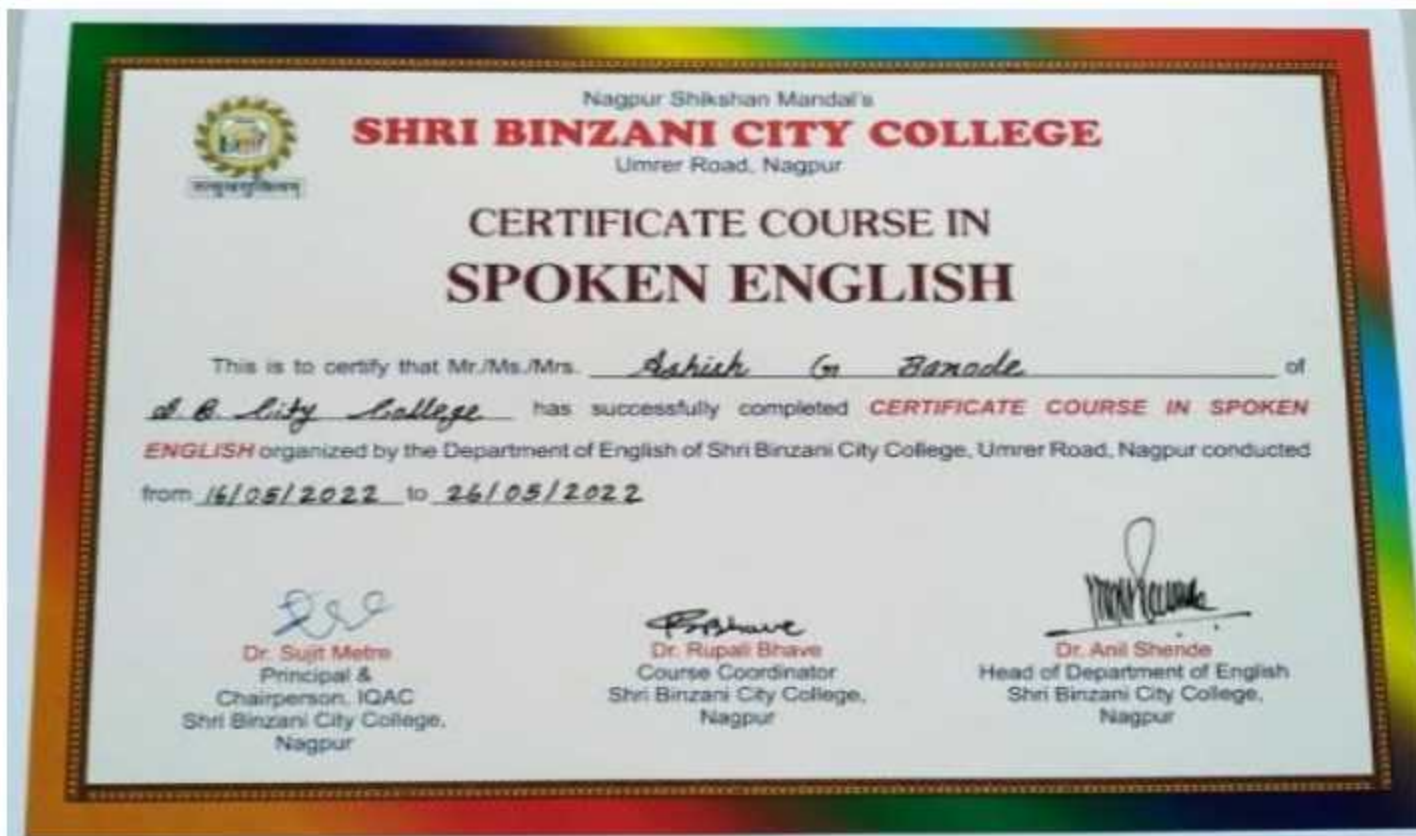 Nagpur Shikshan Mandal's
SHRI BINZANI CITY COLLEGE
Umrer Road, Nagpur
CERTIFICATE COURSE IN
SPOKEN ENGLISH
This is to certify that Mr./Ms./Mrs. Ashish G Banode of
S. B. City College has successfully completed CERTIFICATE COURSE IN SPOKEN
ENGLISH organized by the Department of English of Shri Binzani City College, Umrer Road, Nagpur conducted
from 16/05/2022 to 26/05/2022
RBBhave
Dr. Sujit Metre
Principal &
Chairperson, IQAC
Shri Binzani City College,
Nagpur
Dr. Rupali Bhave
Course Coordinator
Shri Binzani City College,
Nagpur
Dr. Anil Shende
Head of Department of English
Shri Binzani City College,
Nagpur